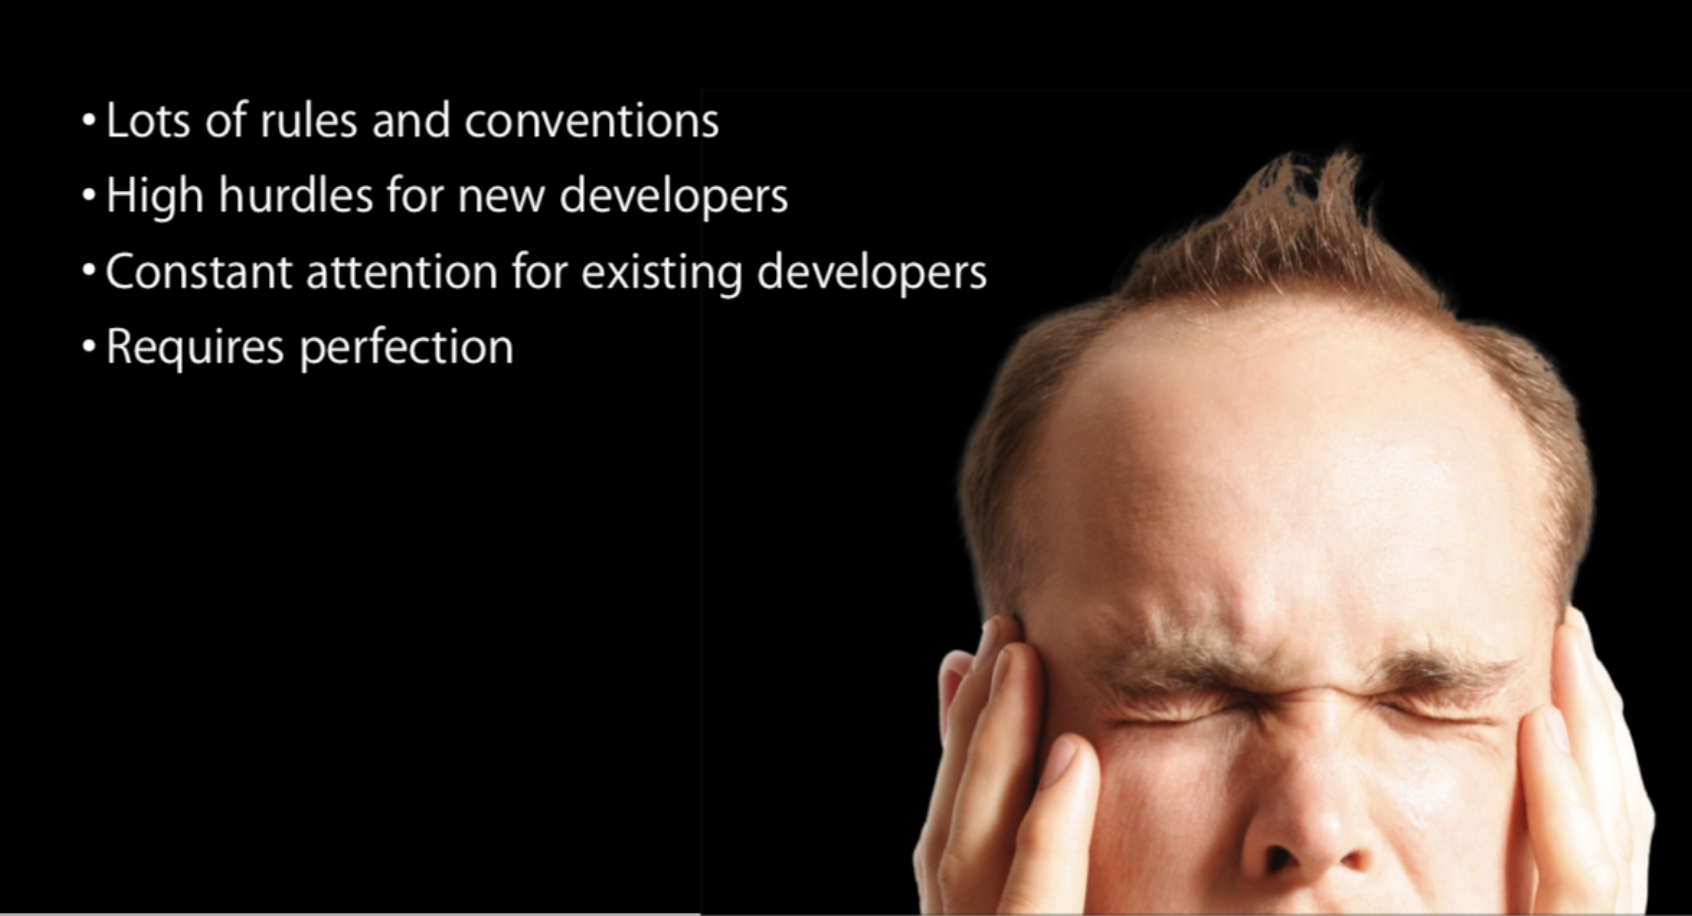 • Lots of rules and conventions
• High hurdles for new developers
• Constant attention for existing developers
• Requires perfection